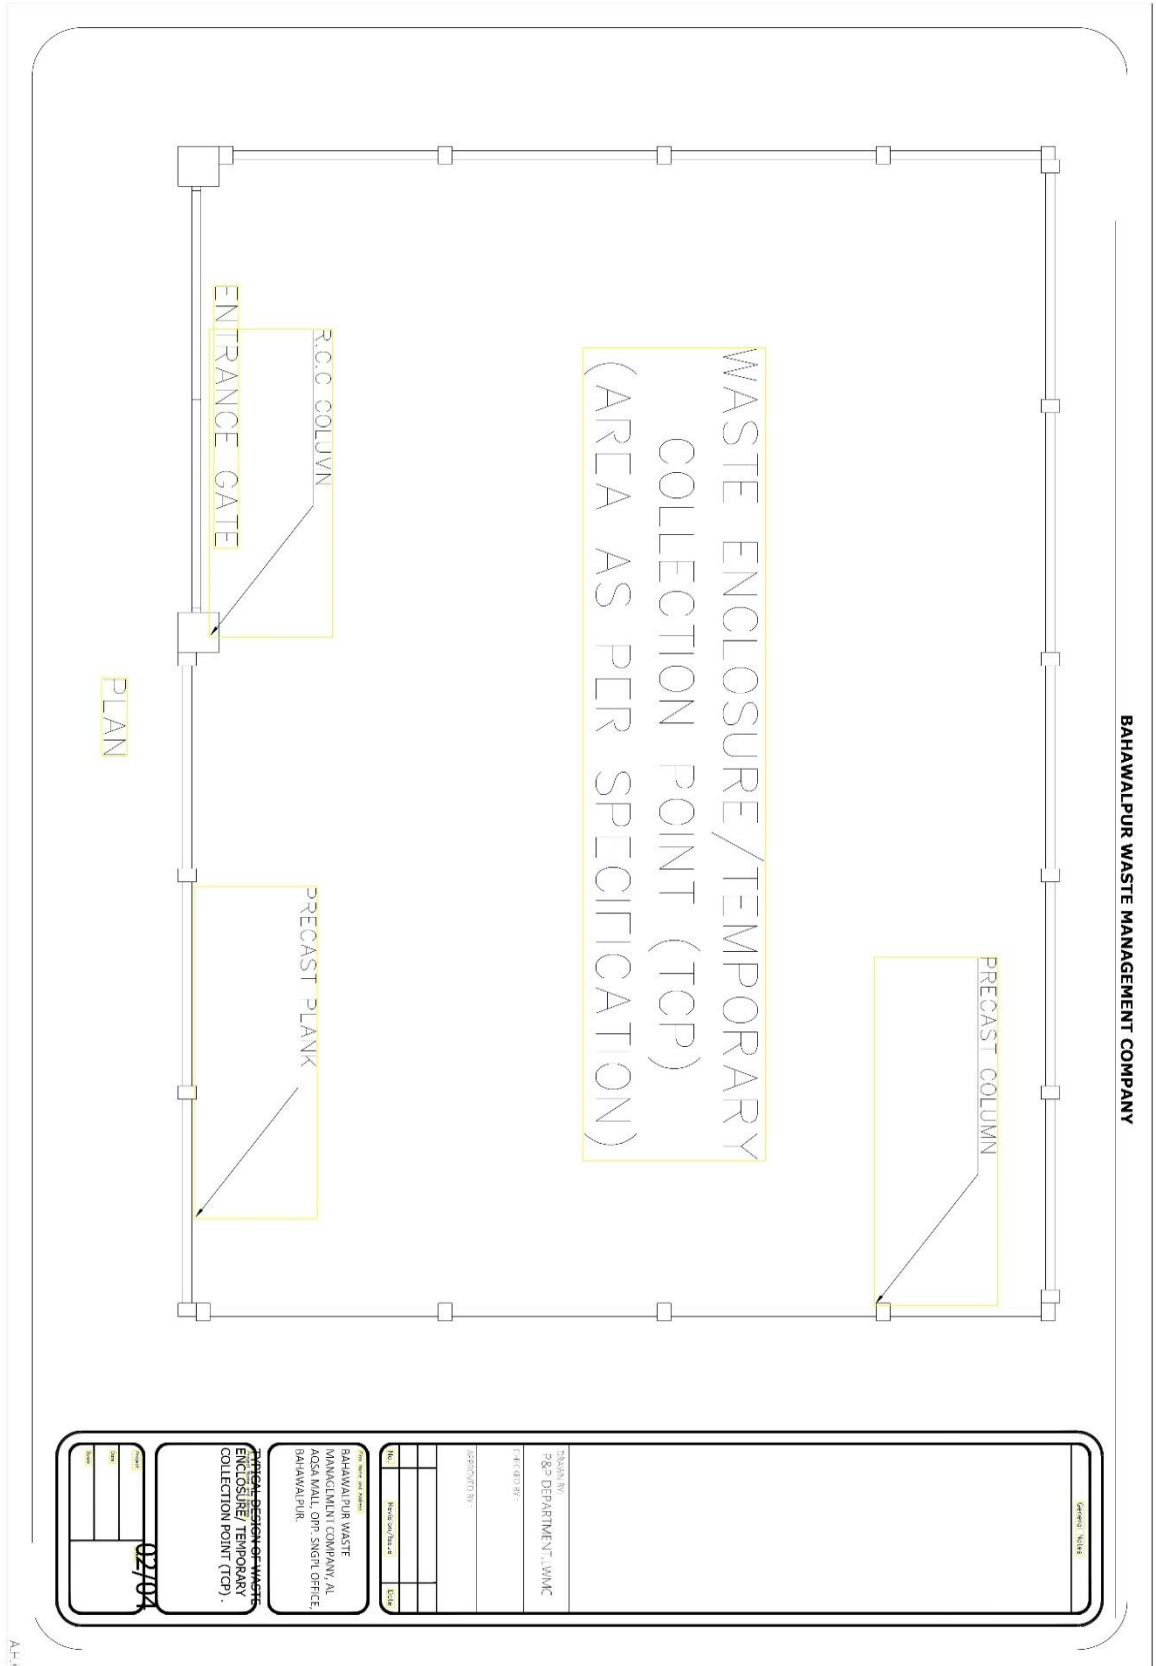 BAHAWALPUR WASTE MANAGEMENT COMPANY
WASTE ENCLOSURE/TEMPORARY
COLLECTION POINT (TCP)
(AREA AS PER SPECIFICATION)
PRECAST COLUMN
R.C.C COLUMN
ENTRANCE GATE
PRECAST PLANK
PLAN
General Notes
DRAWN BY:
P&P DEPARTMENT, LWMC
CHECKED BY :
APPROVED BY :
No.
Revision/Issue
Date
Firm Name and Address
BAHAWALPUR WASTE
MANAGEMENT COMPANY, AL
AQSA MALL, OPP. SNGPL OFFICE,
BAHAWALPUR.
TYPICAL DESIGN OF WASTE
ENCLOSURE/ TEMPORARY
COLLECTION POINT (TCP) .
Project
Date
Scale
02/04